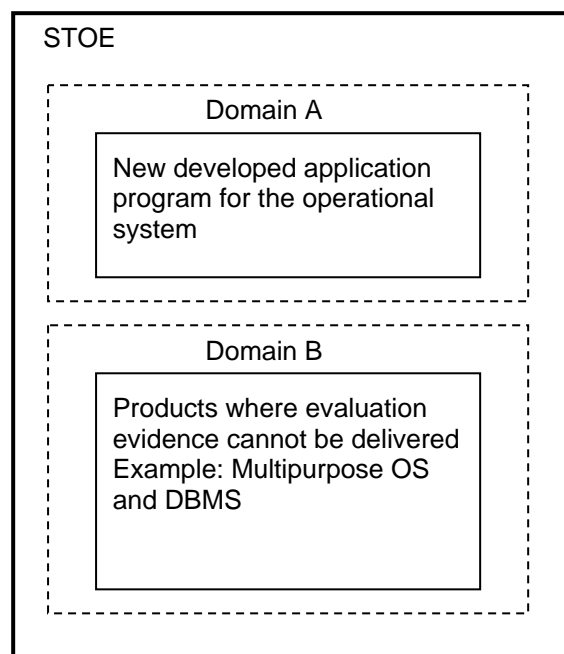 STOE
Domain A
New developed application
program for the operational
system
Domain B
Products where evaluation
evidence cannot be delivered
Example: Multipurpose OS
and DBMS